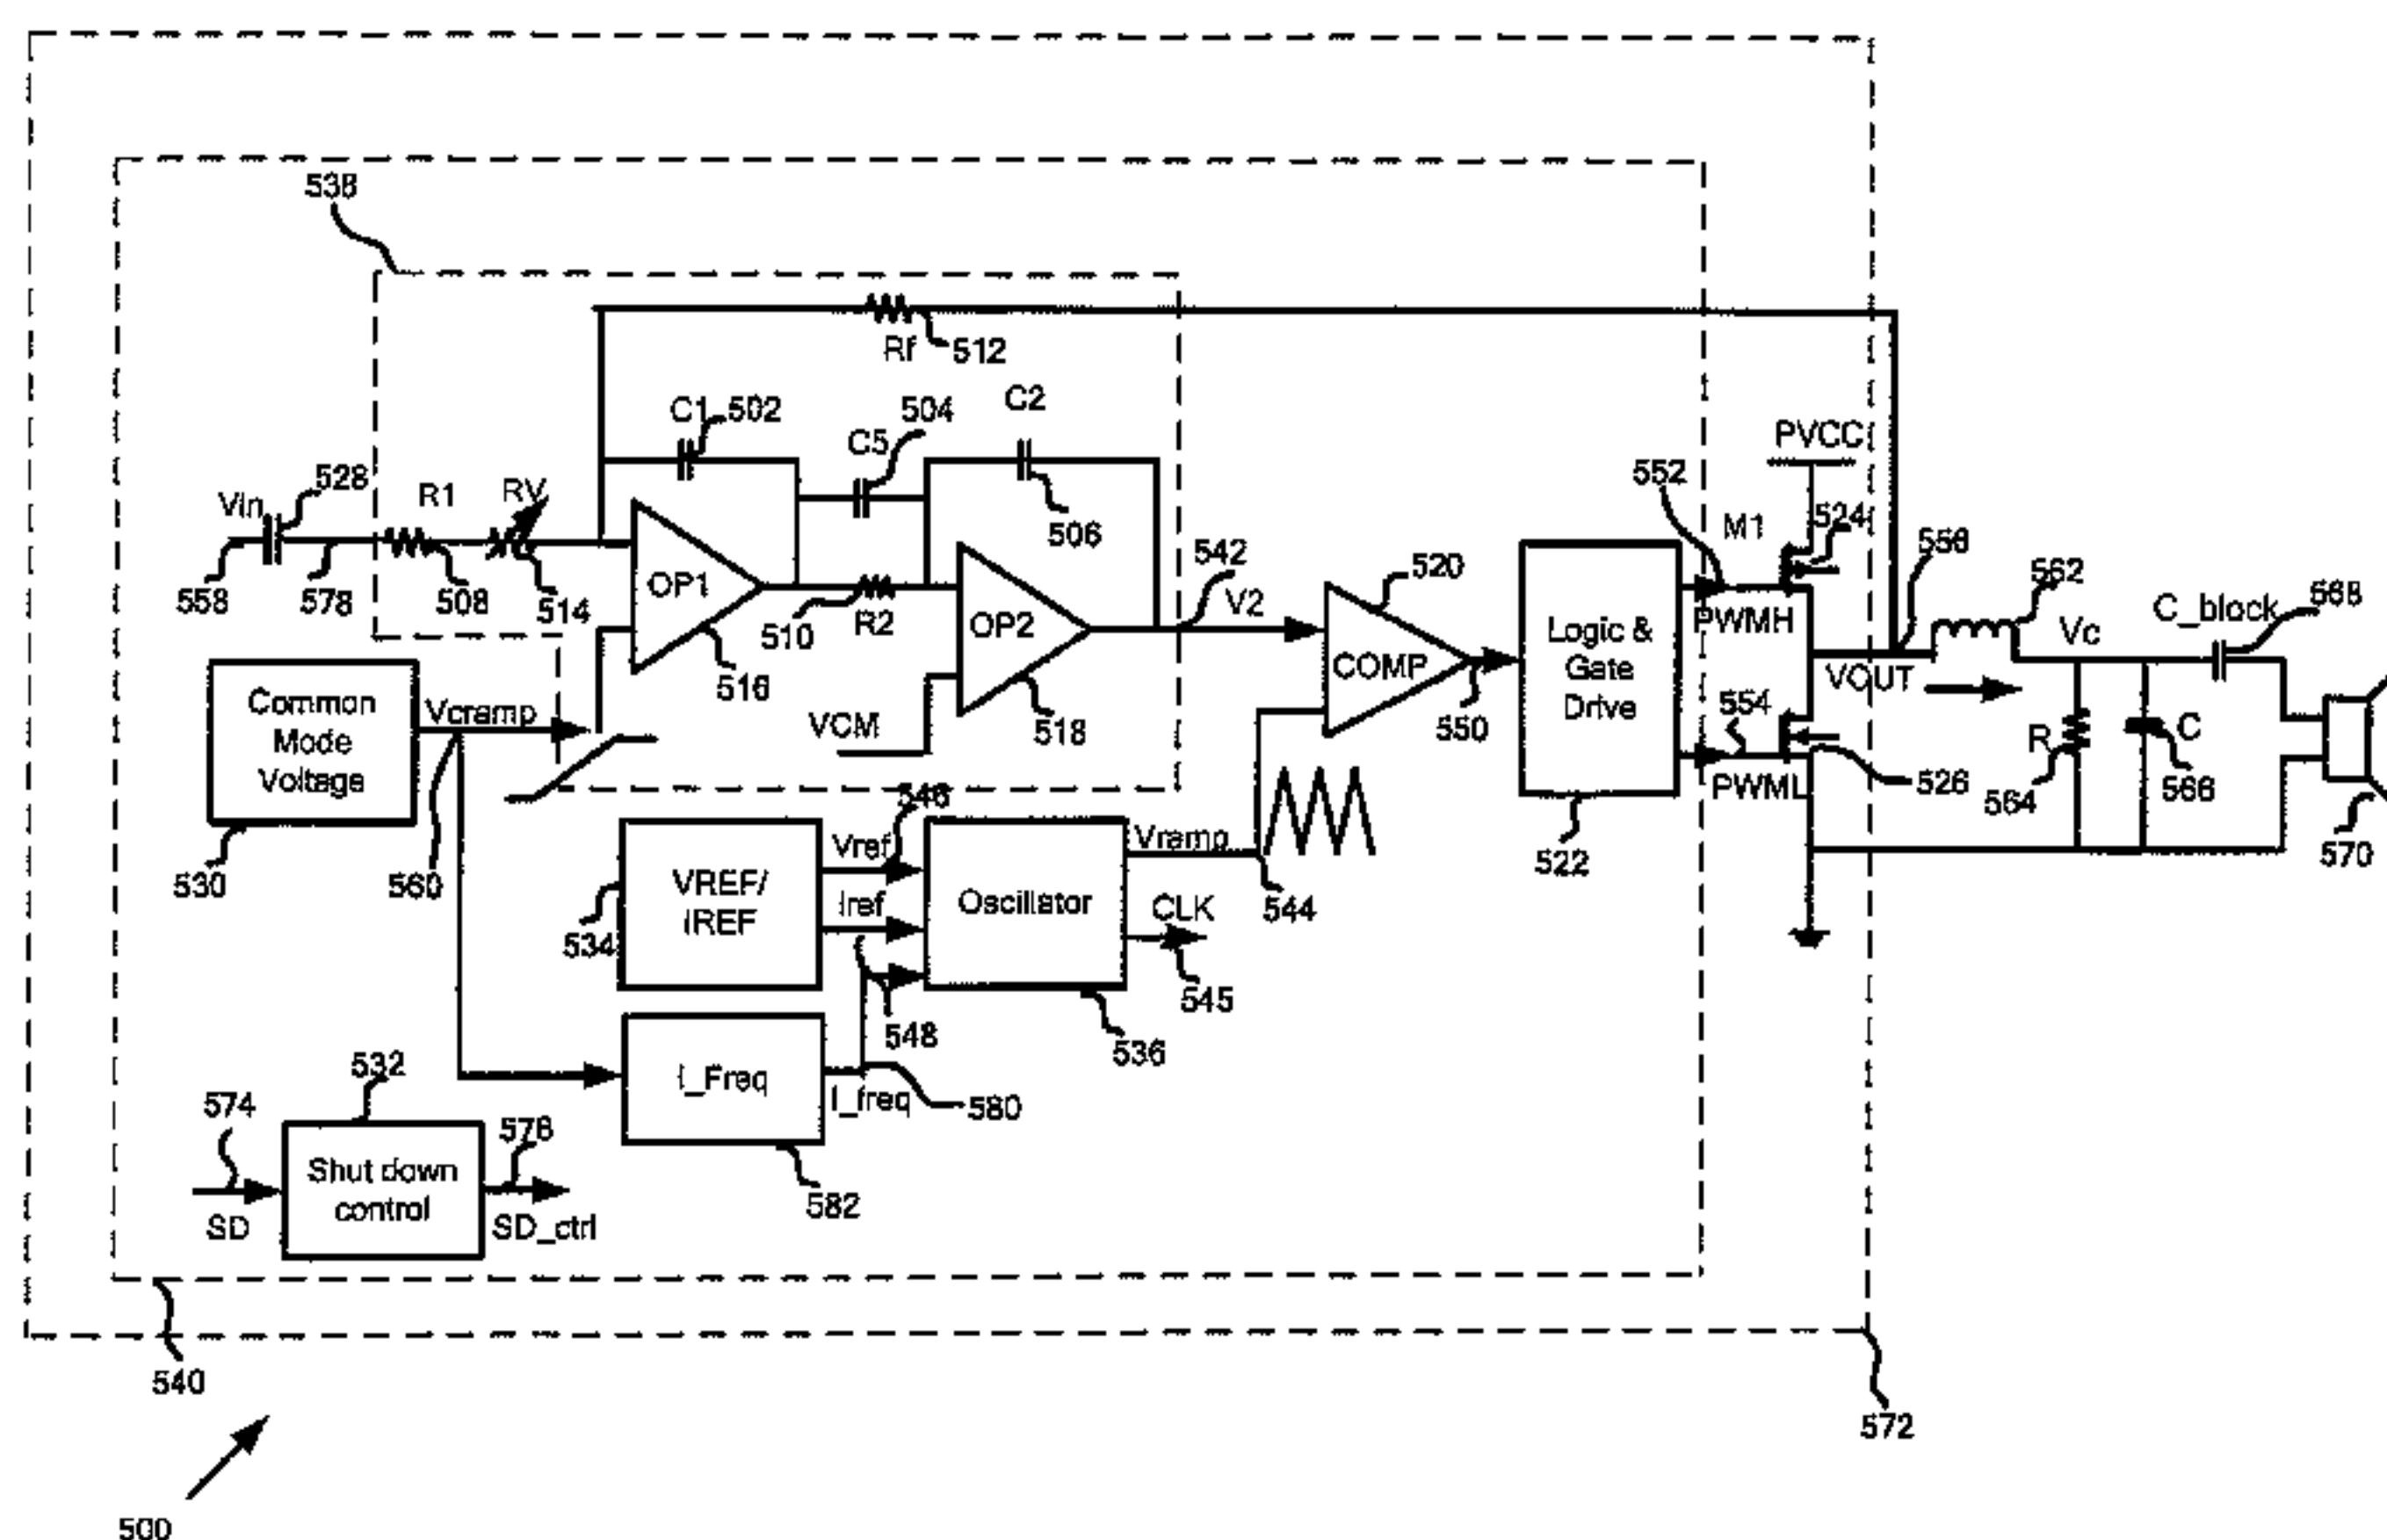 538
Rf
512
C1
502
C5
504
C2
506
Vin
528
R1
RV
558
578
508
514
OP1
516
510
R2
OP2
518
542
V2
520
COMP
550
Logic &
Gate
Drive
522
552
PWMH
M1
PVCC
524
554
PWML
526
556
VOUT
562
Vc
C_block
568
R
564
C
566
570
Common
Mode
Voltage
530
Vcramp
560
VCM
VREF/
IREF
534
Vref
546
Iref
548
Oscillator
536
Vramp
544
CLK
545
I_Freq
582
I_freq
580
532
574
SD
Shut down
control
576
SD_ctrl
540
572
500